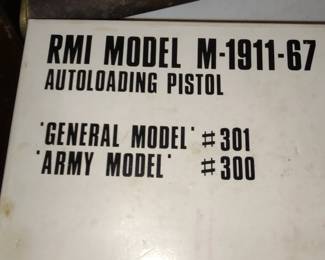 RMI MODEL M-1911-67
AUTOLOADING PISTOL
'GENERAL MODEL' #301
'ARMY MODEL' #300